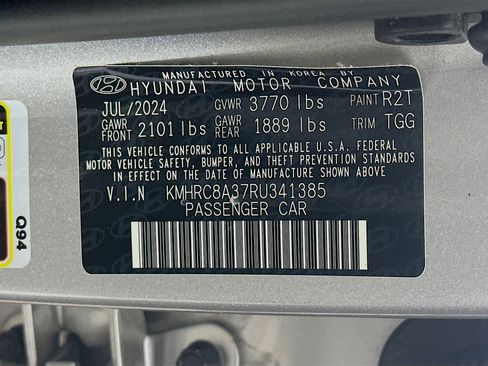 MANUFACTURED IN KOREA BY
HYUNDAI MOTOR COMPANY
JUL/2024 GVWR 3770 lbs PAINT R2T
GAWR FRONT 2101 lbs GAWR REAR 1889 lbs TRIM TGG
THIS VEHICLE CONFORMS TO ALL APPLICABLE U.S.A. FEDERAL
MOTOR VEHICLE SAFETY, BUMPER, AND THEFT PREVENTION STANDARDS
IN EFFECT ON THE DATE OF MANUFACTURE SHOWN ABOVE.
V.I.N KMHRC8A37RU341385
PASSENGER CAR
Q94